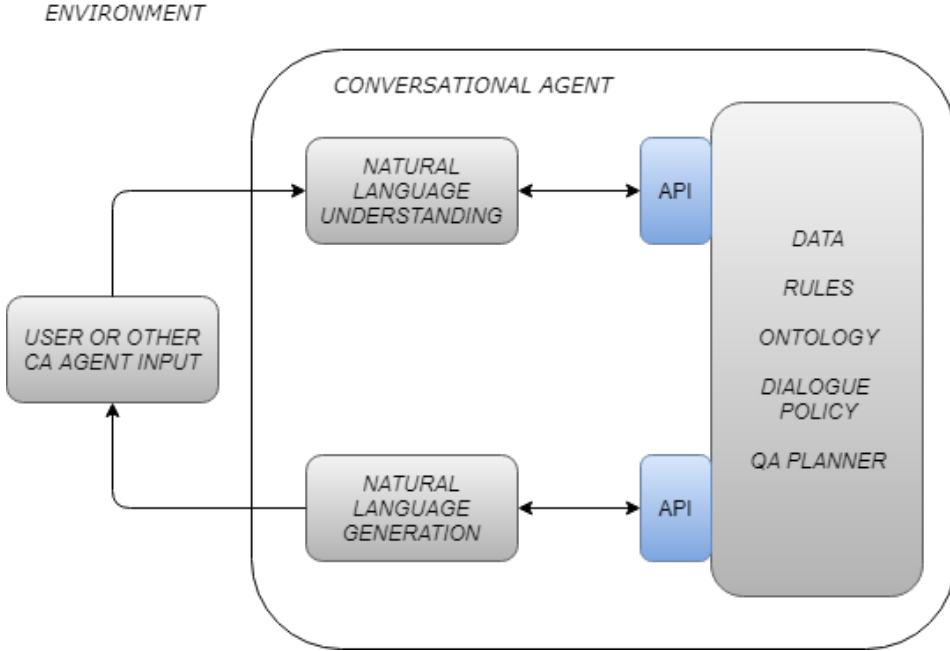 ENVIRONMENT
CONVERSATIONAL AGENT
NATURAL
LANGUAGE
UNDERSTANDING
API
DATA
RULES
ONTOLOGY
DIALOGUE
POLICY
QA PLANNER
USER OR OTHER
CA AGENT INPUT
NATURAL
LANGUAGE
GENERATION
API